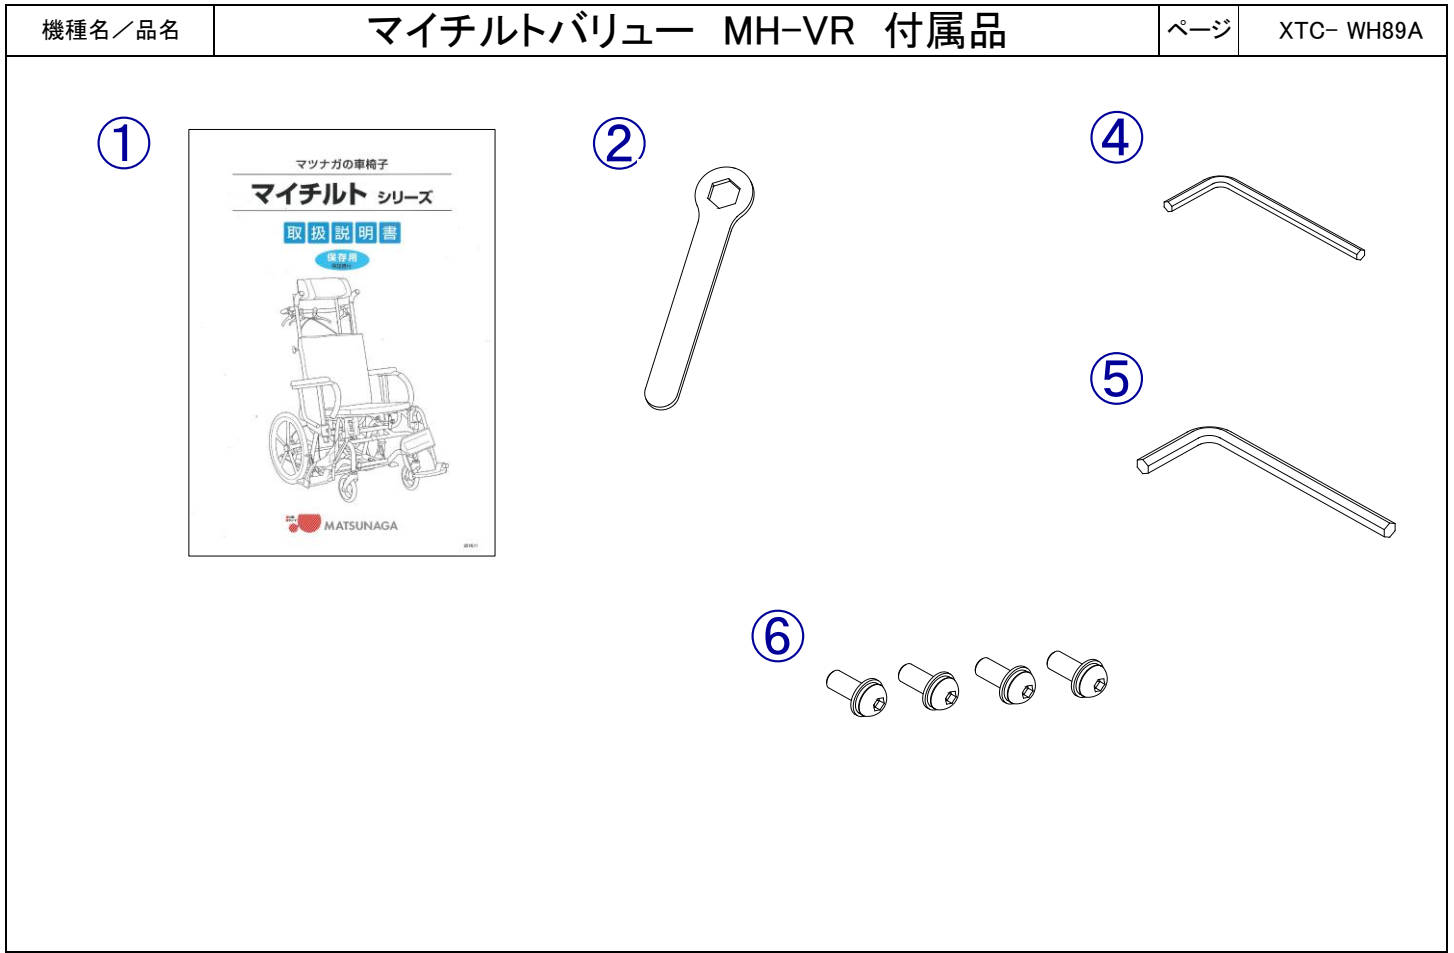 機種名／品名
マイチルトバリュー MH-VR 付属品
ページ
XTC- WH89A
①
マツナガの車椅子
マイチルト シリーズ
取扱説明書
保存用
MATSUNAGA
②
④
⑤
⑥